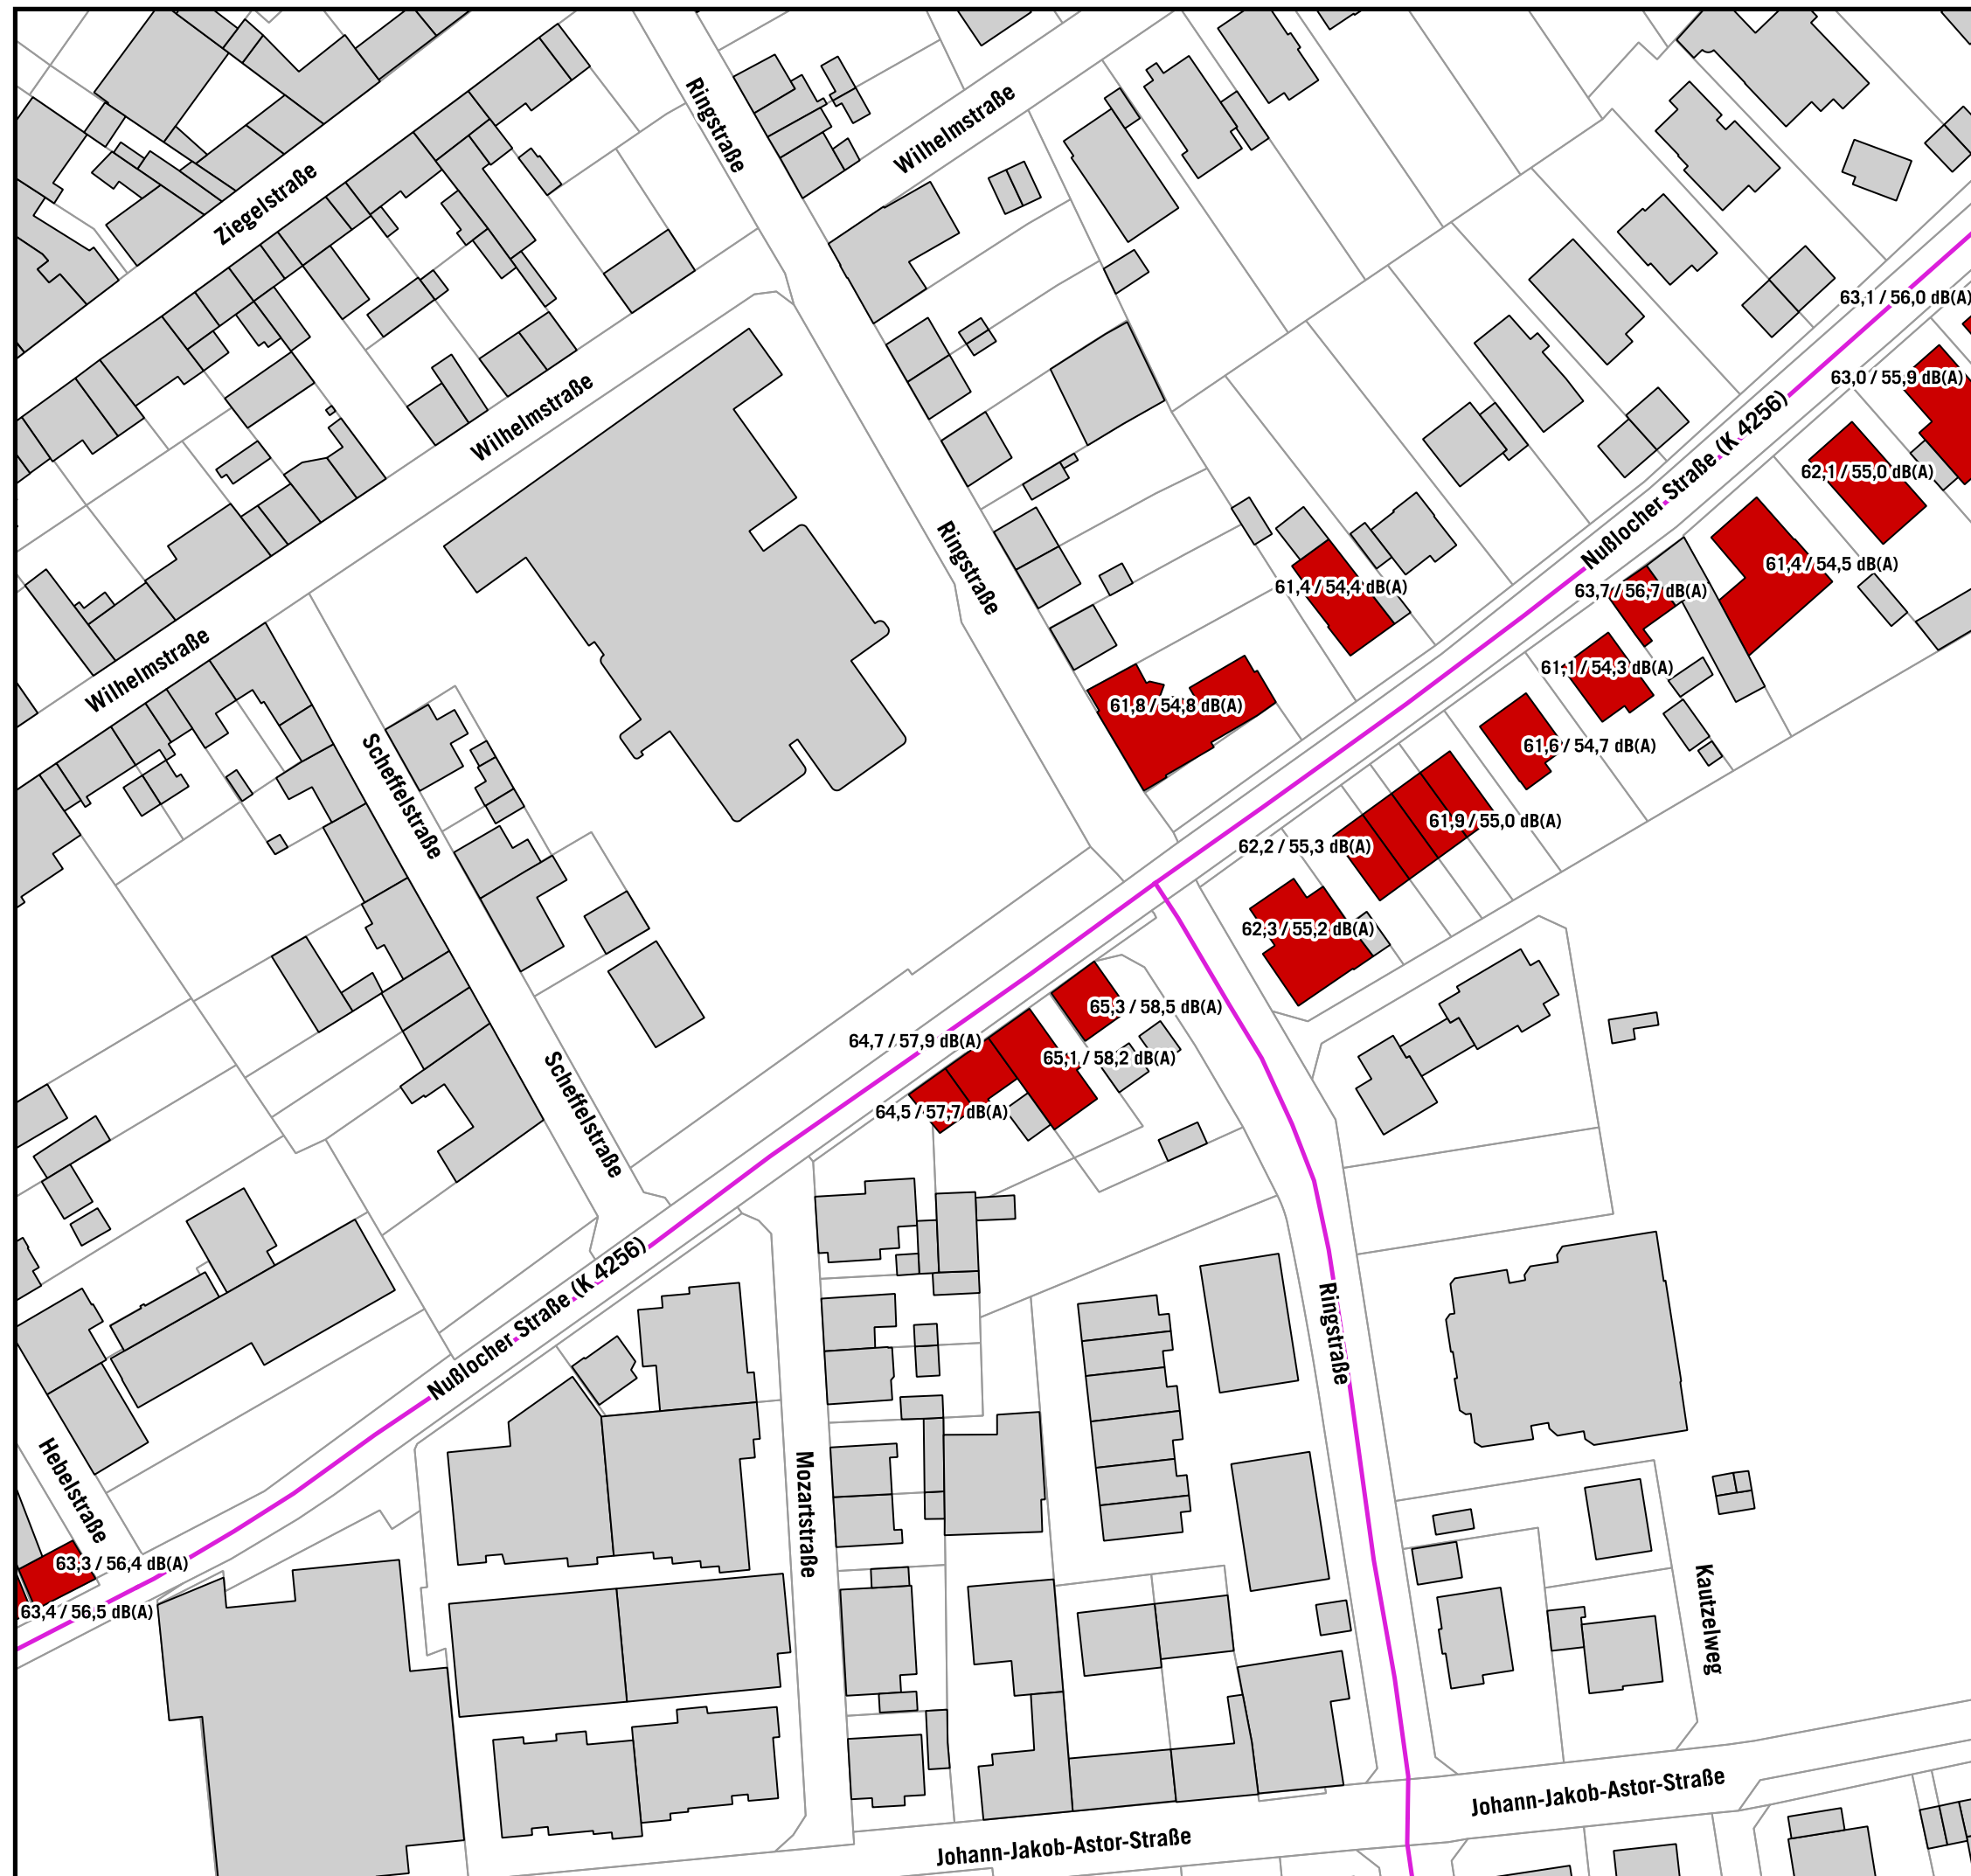 Ringstraße
Wilhelmstraße
Ziegelstraße
63,1 / 56,0 dB(A)
63,0 / 55,9 dB(A)
Wilhelmstraße
Nußlocher Straße (K 4256)
62,1 / 55,0 dB(A)
Ringstraße
61,4 / 54,5 dB(A)
61,4 / 54,4 dB(A)
63,7 / 56,7 dB(A)
Wilhelmstraße
61,1 / 54,3 dB(A)
61,8 / 54,8 dB(A)
61,6 / 54,7 dB(A)
Scheffelstraße
61,9 / 55,0 dB(A)
62,2 / 55,3 dB(A)
62,3 / 55,2 dB(A)
65,3 / 58,5 dB(A)
64,7 / 57,9 dB(A)
65,1 / 58,2 dB(A)
64,5 / 57,7 dB(A)
Scheffelstraße
Nußlocher Straße (K 4256)
Ringstraße
Hebelstraße
Mozartstraße
63,3 / 56,4 dB(A)
63,4 / 56,5 dB(A)
Kautzelweg
Johann-Jakob-Astor-Straße
Johann-Jakob-Astor-Straße